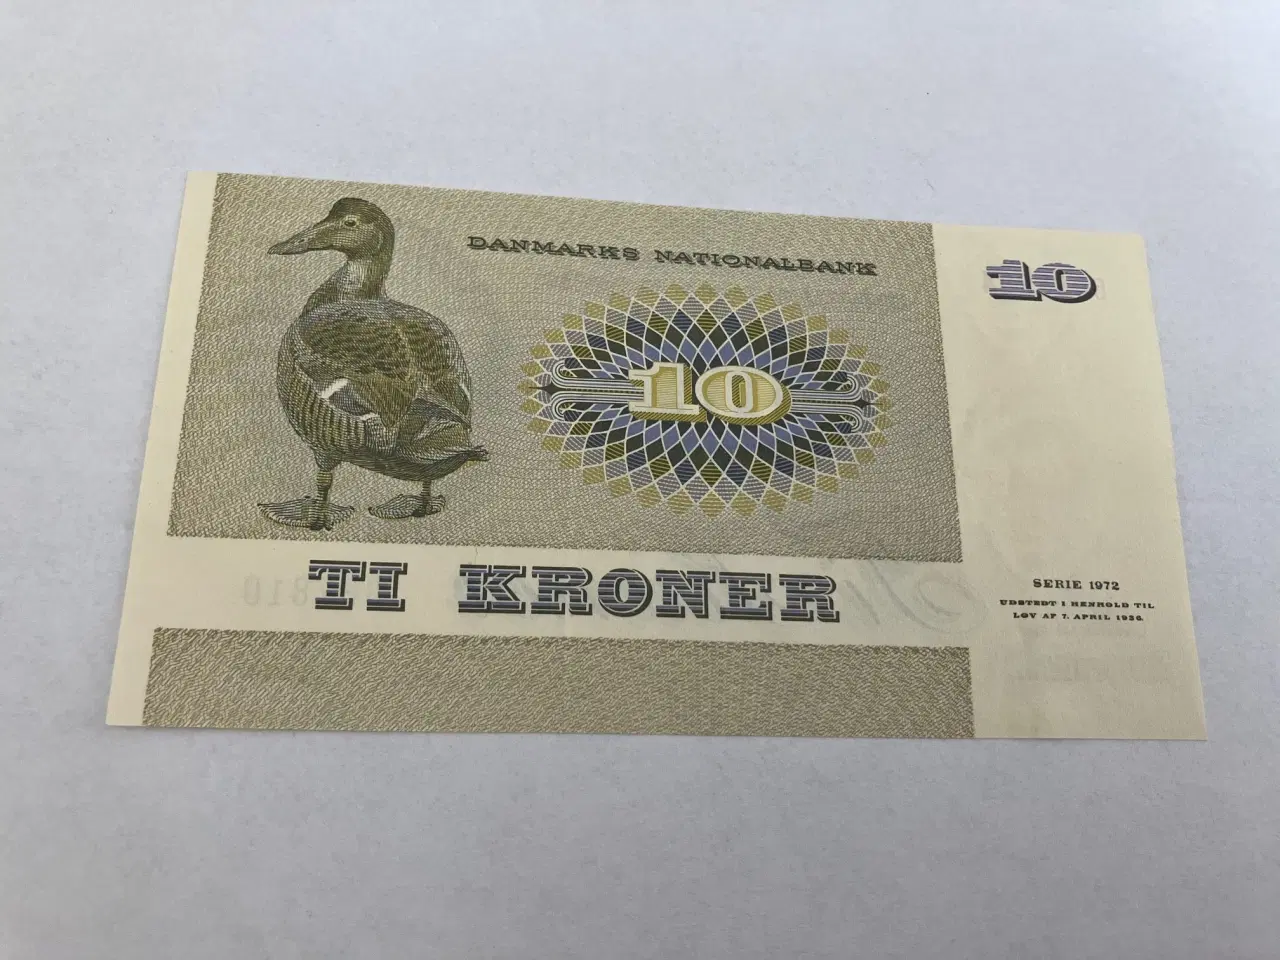 DANMARKS NATIONALBANK
10
10
TI KRONER
SERIE 1972
UDSTEDT I HENHOLD TIL
LOV AF 7. APRIL 1936.